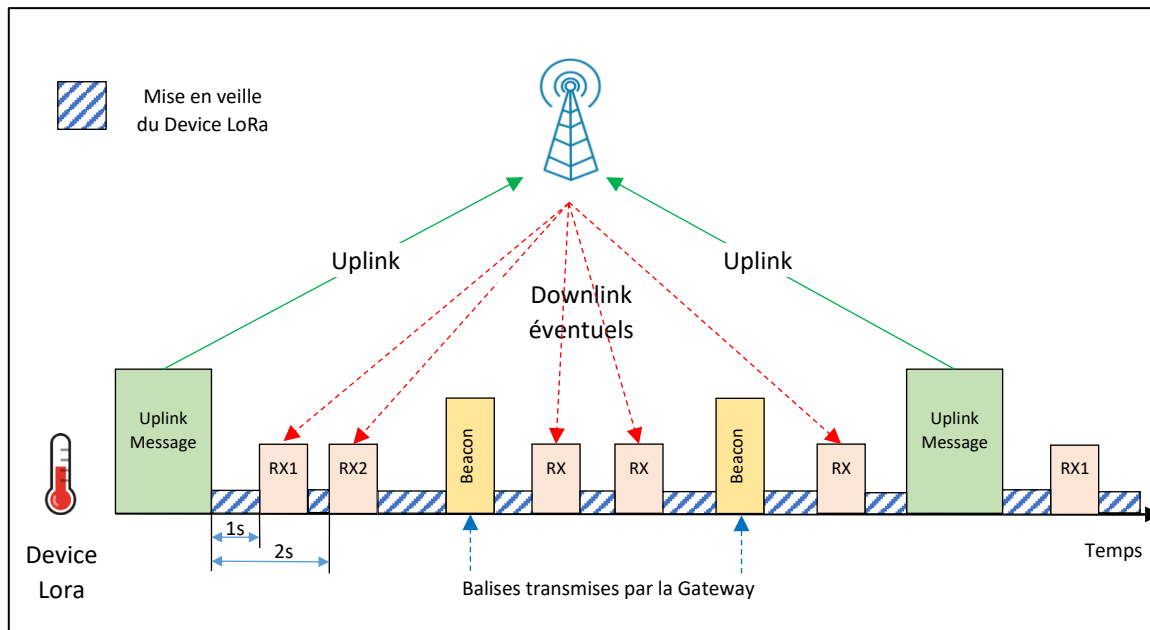 Mise en veille
du Device LoRa
Uplink
Uplink
Downlink
éventuels
Uplink
Message
RX1
RX2
Beacon
RX
RX
Beacon
RX
Uplink
Message
RX1
1s
2s
Temps
Device
Lora
Balises transmises par la Gateway